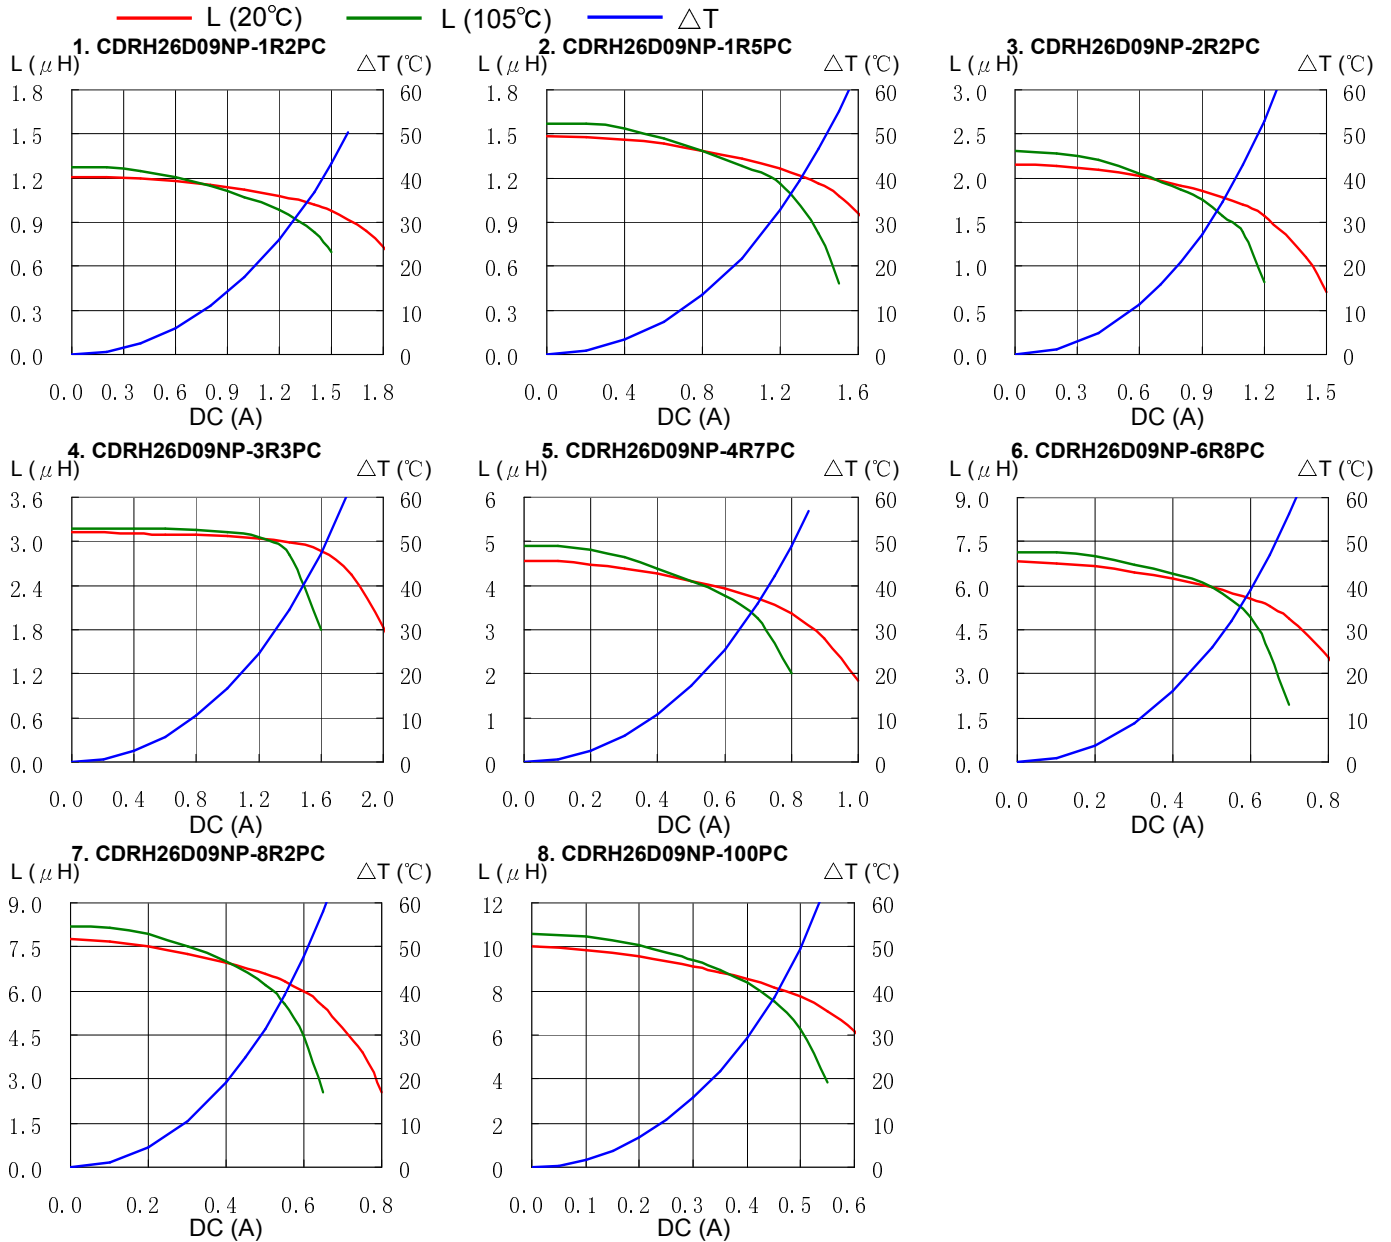 L (20℃) L (105℃) △T
1. CDRH26D09NP-1R2PC
L (μH) △T (℃)
1.8 60
1.5 50
1.2 40
0.9 30
0.6 20
0.3 10
0.0 0
0.0 0.3 0.6 0.9 1.2 1.5 1.8
DC (A)
2. CDRH26D09NP-1R5PC
L (μH) △T (℃)
1.8 60
1.5 50
1.2 40
0.9 30
0.6 20
0.3 10
0.0 0
0.0 0.4 0.8 1.2 1.6
DC (A)
3. CDRH26D09NP-2R2PC
L (μH) △T (℃)
3.0 60
2.5 50
2.0 40
1.5 30
1.0 20
0.5 10
0.0 0
0.0 0.3 0.6 0.9 1.2 1.5
DC (A)
4. CDRH26D09NP-3R3PC
L (μH) △T (℃)
3.6 60
3.0 50
2.4 40
1.8 30
1.2 20
0.6 10
0.0 0
0.0 0.4 0.8 1.2 1.6 2.0
DC (A)
5. CDRH26D09NP-4R7PC
L (μH) △T (℃)
6 60
5 50
4 40
3 30
2 20
1 10
0 0
0.0 0.2 0.4 0.6 0.8 1.0
DC (A)
6. CDRH26D09NP-6R8PC
L (μH) △T (℃)
9.0 60
7.5 50
6.0 40
4.5 30
3.0 20
1.5 10
0.0 0
0.0 0.2 0.4 0.6 0.8
DC (A)
7. CDRH26D09NP-8R2PC
L (μH) △T (℃)
9.0 60
7.5 50
6.0 40
4.5 30
3.0 20
1.5 10
0.0 0
0.0 0.2 0.4 0.6 0.8
DC (A)
8. CDRH26D09NP-100PC
L (μH) △T (℃)
12 60
10 50
8 40
6 30
4 20
2 10
0 0
0.0 0.1 0.2 0.3 0.4 0.5 0.6
DC (A)